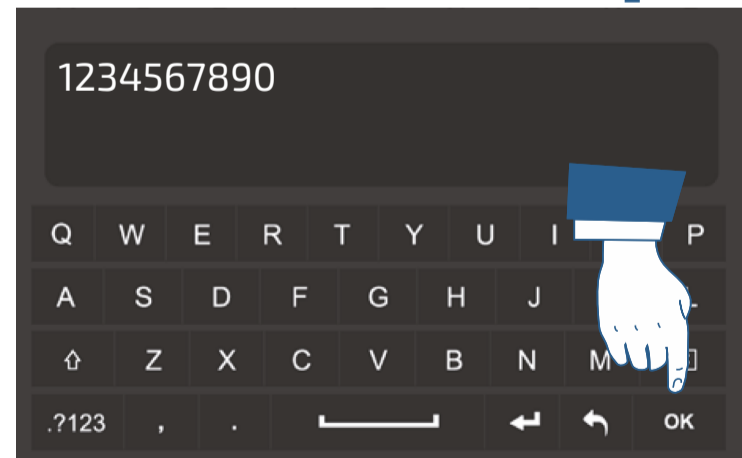 1234567890
Q W E R T Y U I P
A S D F G H J L
Z X C V B N M
.?123 , . OK